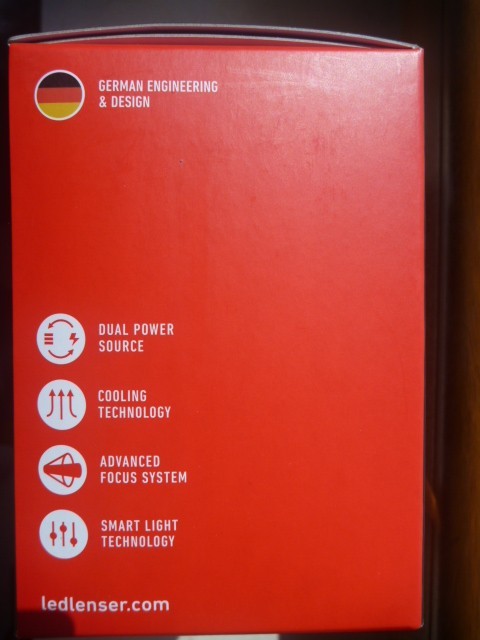 GERMAN ENGINEERING
& DESIGN
DUAL POWER
SOURCE
COOLING
TECHNOLOGY
ADVANCED
FOCUS SYSTEM
SMART LIGHT
TECHNOLOGY
ledlenser.com